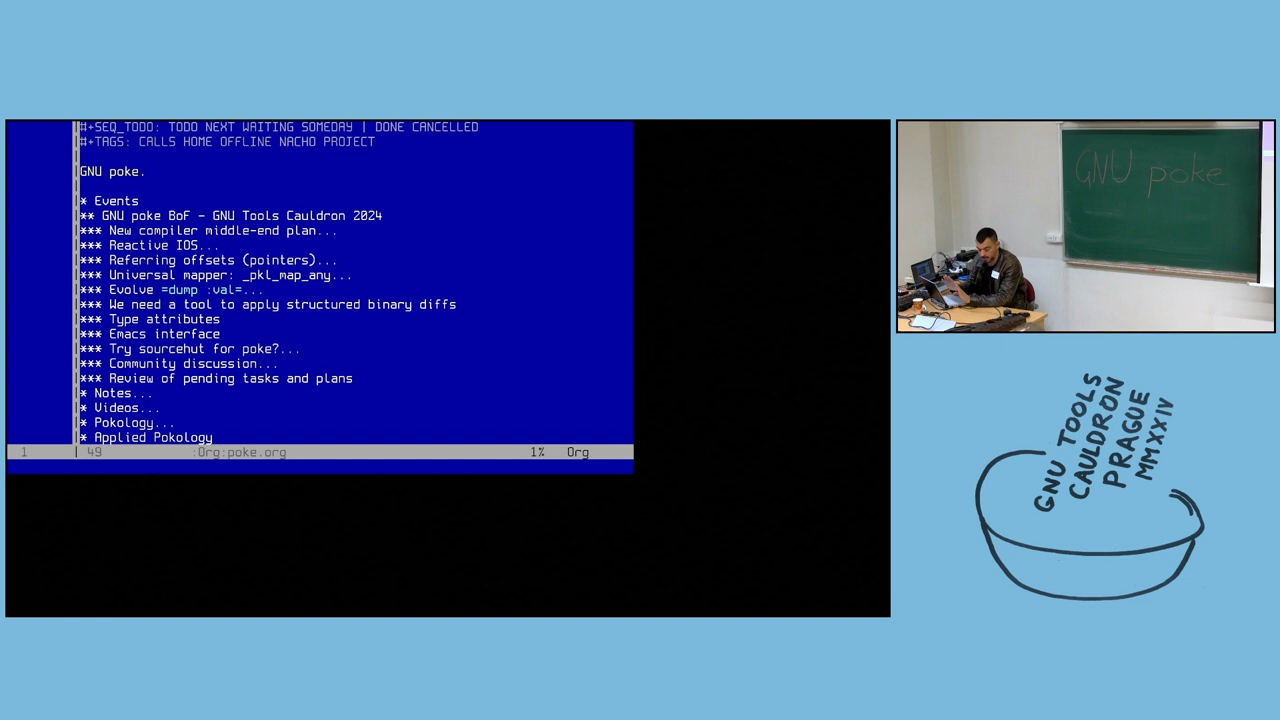 #+SEQ_TODO: TODO NEXT WAITING SOMEDAY | DONE CANCELLED
#+TAGS: CALLS HOME OFFLINE NACHO PROJECT
GNU poke.
* Events
** GNU poke BoF - GNU Tools Cauldron 2024
*** New compiler middle-end plan...
*** Reactive IOS...
*** Referring offsets (pointers)...
*** Universal mapper: _pkl_map_any...
*** Evolve =dump :val=...
*** We need a tool to apply structured binary diffs
*** Type attributes
*** Emacs interface
*** Try sourcehut for poke?...
*** Community discussion...
*** Review of pending tasks and plans
* Notes...
* Videos...
* Pokology...
* Applied Pokology
1 | 49 :Org:poke.org 1% Org
GNU poke
GNU TOOLS
CAULDRON
PRAGUE
MMXXIV